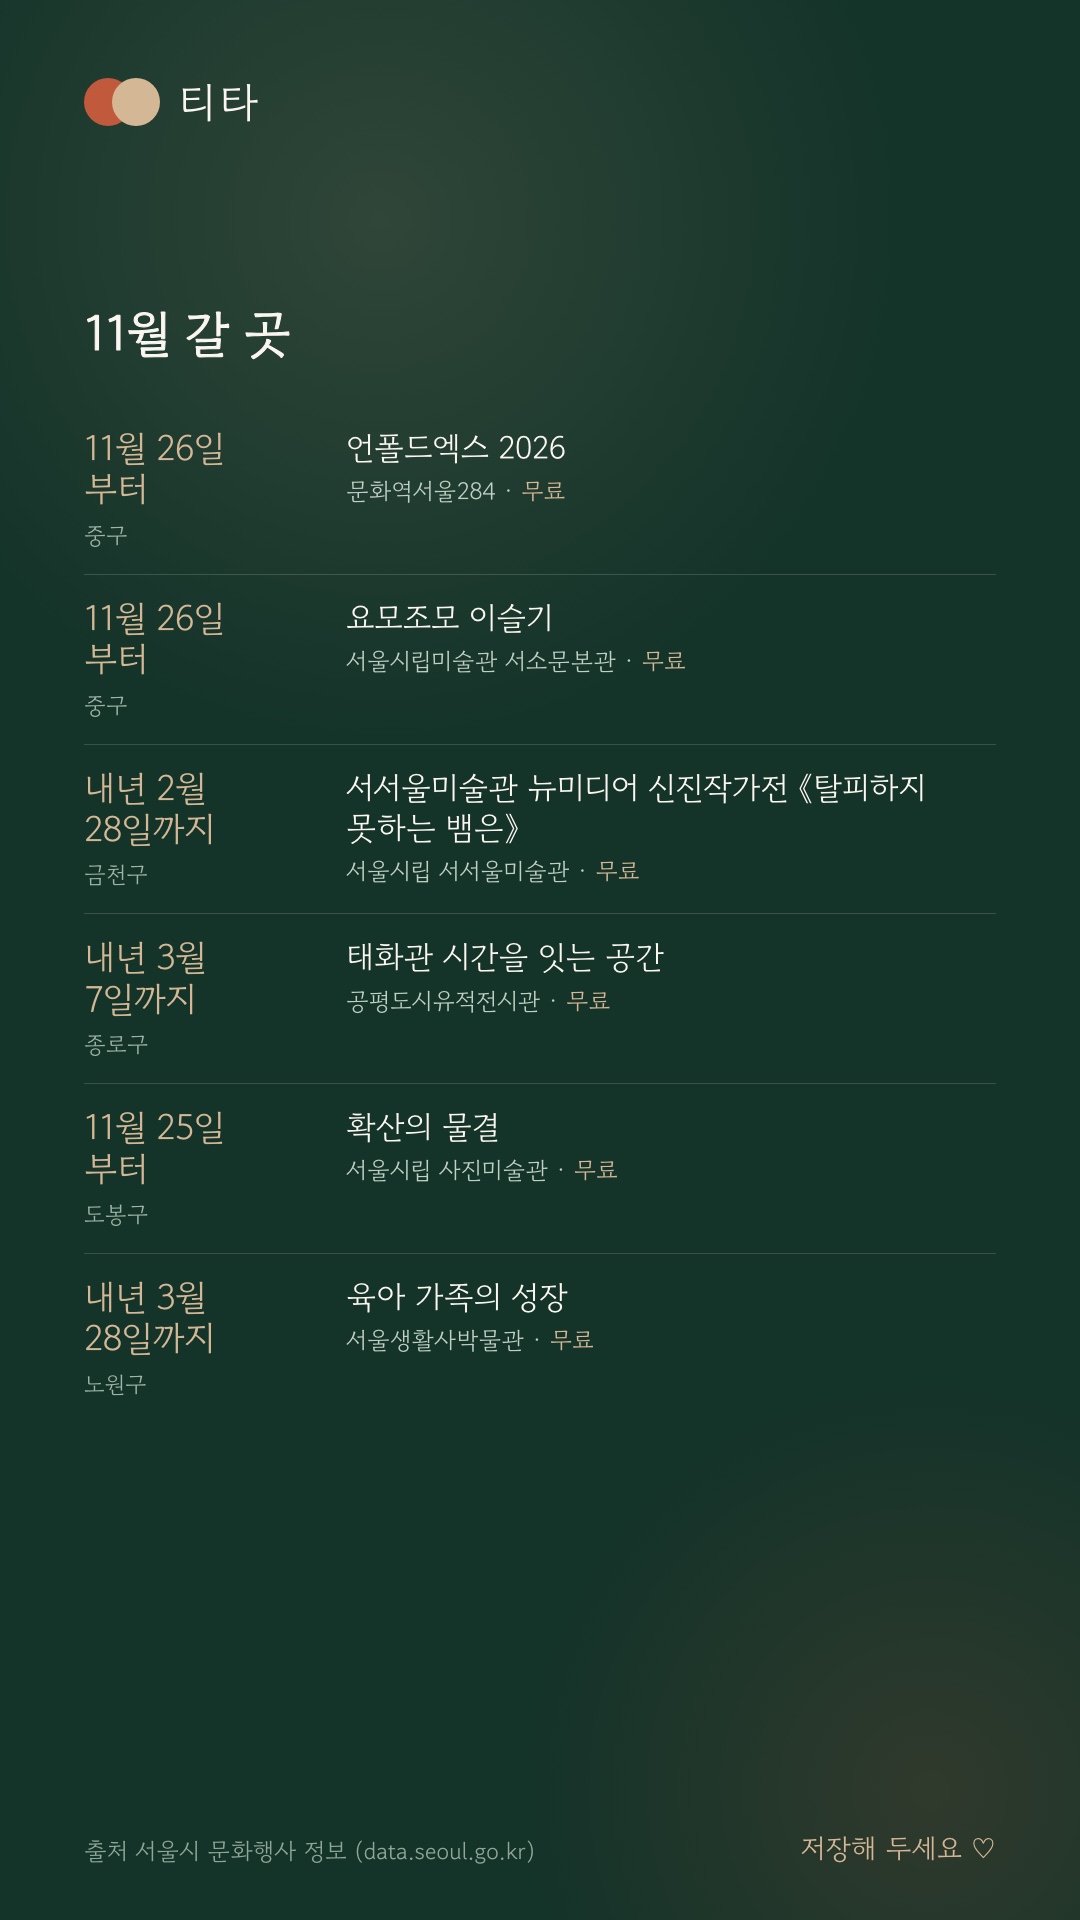 티타
11월 갈 곳
11월 26일
부터
중구
언폴드엑스 2026
문화역서울284 · 무료
11월 26일
부터
중구
요모조모 이슬기
서울시립미술관 서소문본관 · 무료
내년 2월
28일까지
금천구
서서울미술관 뉴미디어 신진작가전 《탈피하지
못하는 뱀은》
서울시립 서서울미술관 · 무료
내년 3월
7일까지
종로구
태화관 시간을 잇는 공간
공평도시유적전시관 · 무료
11월 25일
부터
도봉구
확산의 물결
서울시립 사진미술관 · 무료
내년 3월
28일까지
노원구
육아 가족의 성장
서울생활사박물관 · 무료
출처 서울시 문화행사 정보 (data.seoul.go.kr)
저장해 두세요 ♡